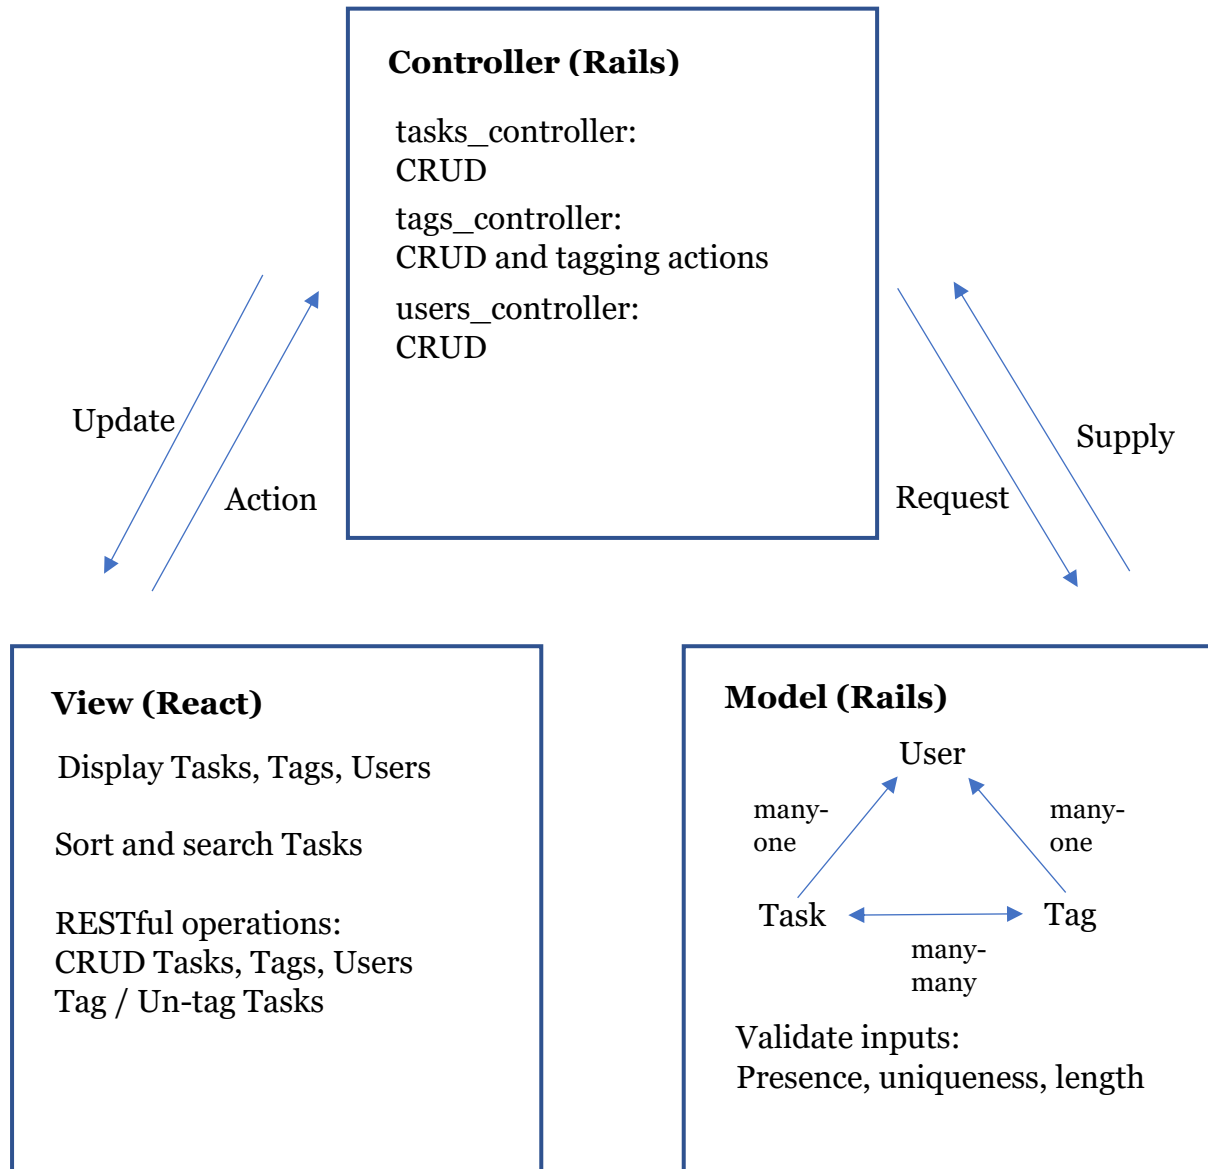 Controller (Rails)
tasks_controller:
CRUD
tags_controller:
CRUD and tagging actions
users_controller:
CRUD
Update
Action
Supply
Request
View (React)
Display Tasks, Tags, Users
Sort and search Tasks
RESTful operations:
CRUD Tasks, Tags, Users
Tag / Un-tag Tasks
Model (Rails)
User
many-
one
many-
one
Task
Tag
many-
many
Validate inputs:
Presence, uniqueness, length